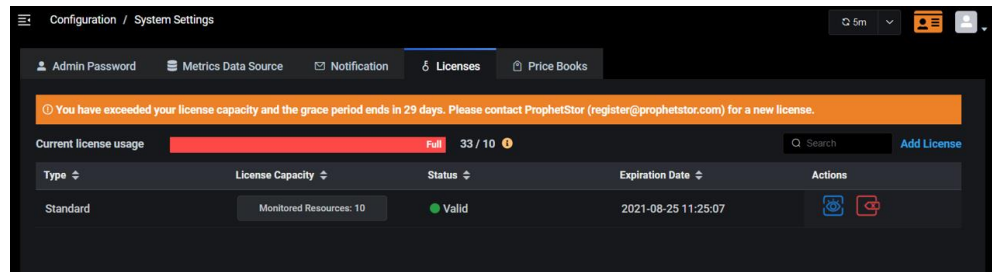 Configuration / System Settings
5m
Admin Password Metrics Data Source Notification Licenses Price Books
You have exceeded your license capacity and the grace period ends in 29 days. Please contact ProphetStor (register@prophetstor.com) for a new license.
Current license usage Full 33 / 10 Search Add License
Type License Capacity Status Expiration Date Actions
Standard Monitored Resources: 10 Valid 2021-08-25 11:25:07